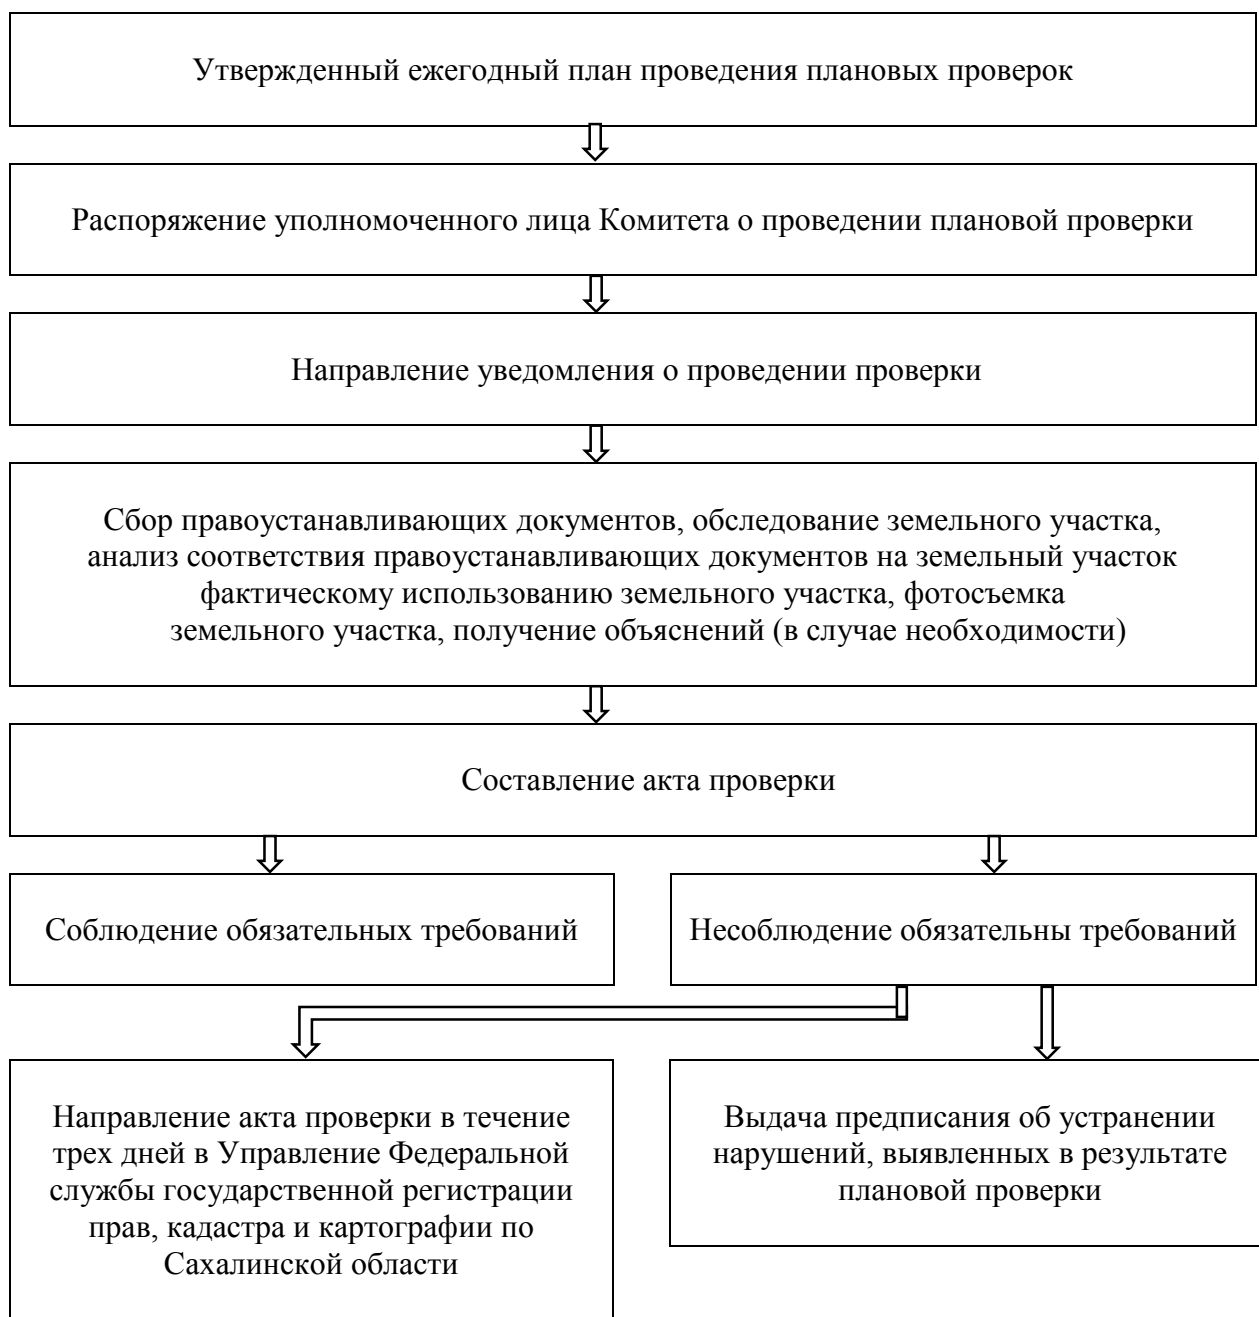 Утвержденный ежегодный план проведения плановых проверок
Распоряжение уполномоченного лица Комитета о проведении плановой проверки
Направление уведомления о проведении проверки
Сбор правоустанавливающих документов, обследование земельного участка,
анализ соответствия правоустанавливающих документов на земельный участок
фактическому использованию земельного участка, фотосъемка
земельного участка, получение объяснений (в случае необходимости)
Составление акта проверки
Соблюдение обязательных требований
Несоблюдение обязательны требований
Направление акта проверки в течение
трех дней в Управление Федеральной
службы государственной регистрации
прав, кадастра и картографии по
Сахалинской области
Выдача предписания об устранении
нарушений, выявленных в результате
плановой проверки